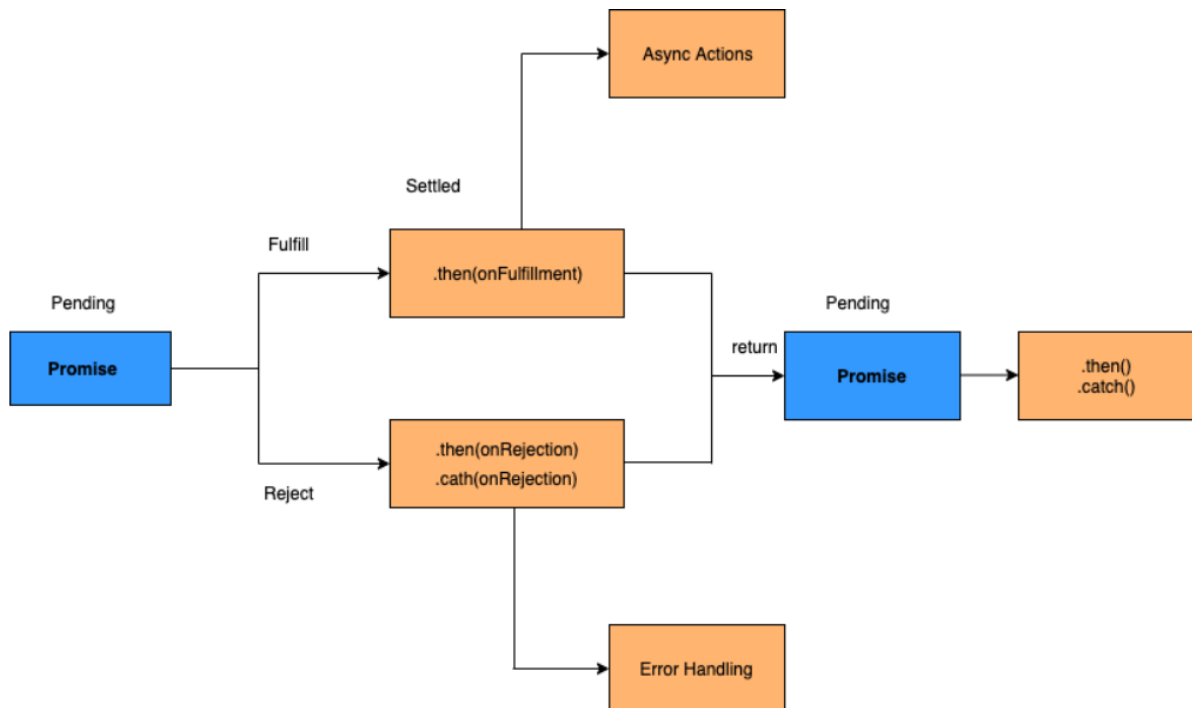 Async Actions
Settled
Fulfill
.then(onFulfillment)
Pending
Promise
return
Pending
Promise
.then()
.catch()
.then(onRejection)
.cath(onRejection)
Reject
Error Handling